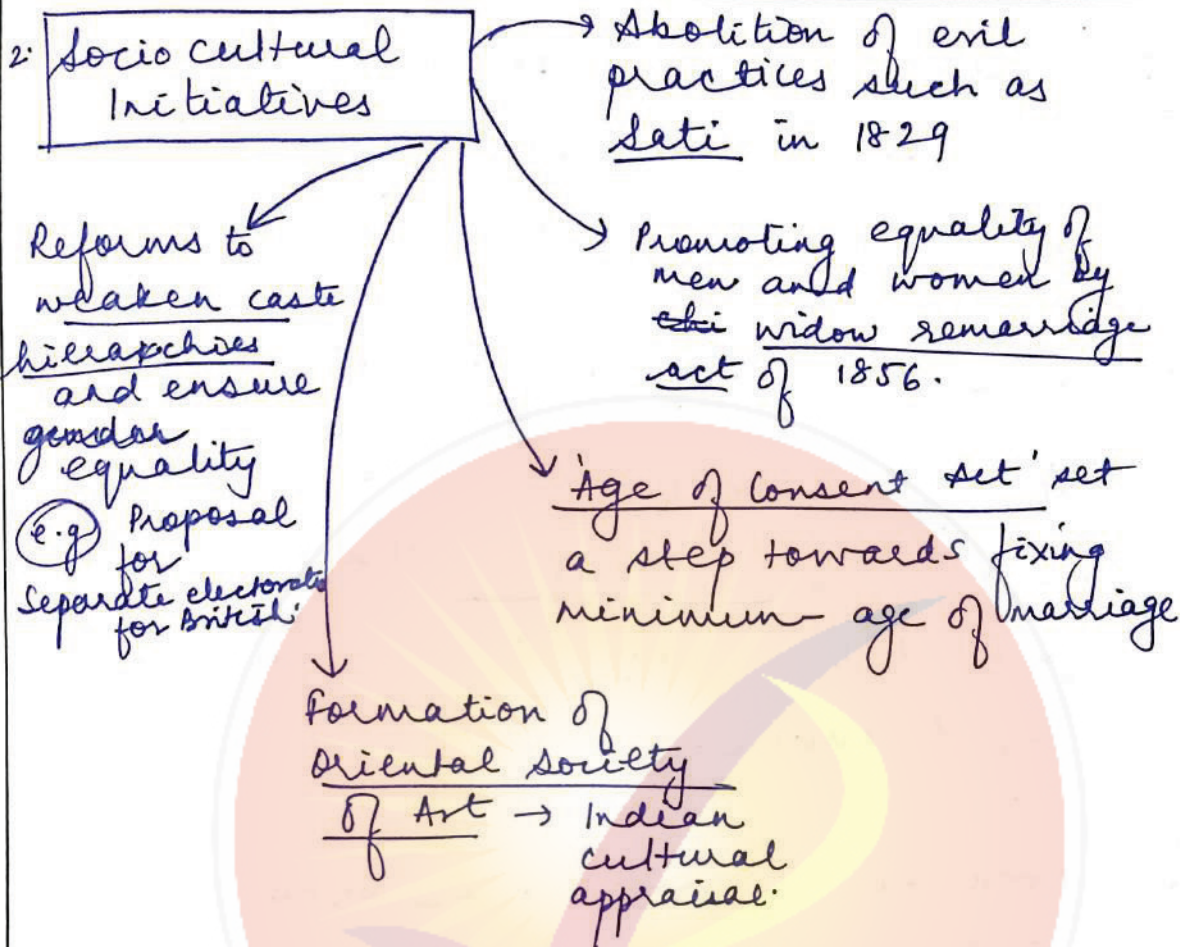 2. Socio cultural
Initiatives
Abolition of evil
practices such as
Sati in 1829
Promoting equality of
men and women by
widow remarriage
act of 1856.
'Age of Consent Act' set
a step towards fixing
minimum age of marriage
Formation of
Oriental Society
of Art → Indian
cultural
appraisal.
Reforms to
weaken caste
hierarchies
and ensure
gender
equality
e.g Proposal
for
Separate electorate
for British.